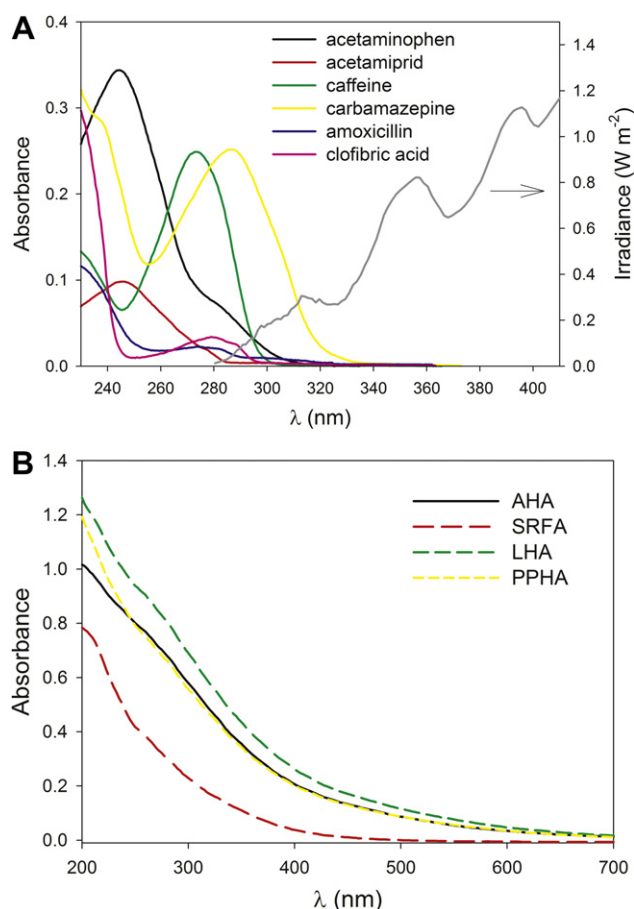 A
acetaminophen
acetamiprid
caffeine
carbamazepine
amoxicillin
clofibric acid
Absorbance
0.4
0.3
0.2
0.1
0.0
Irradiance (W m⁻²)
1.4
1.2
1.0
0.8
0.6
0.4
0.2
0.0
240 260 280 300 320 340 360 380 400
λ (nm)
B
AHA
SRFA
LHA
PPHA
Absorbance
1.4
1.2
1.0
0.8
0.6
0.4
0.2
0.0
200 300 400 500 600 700
λ (nm)